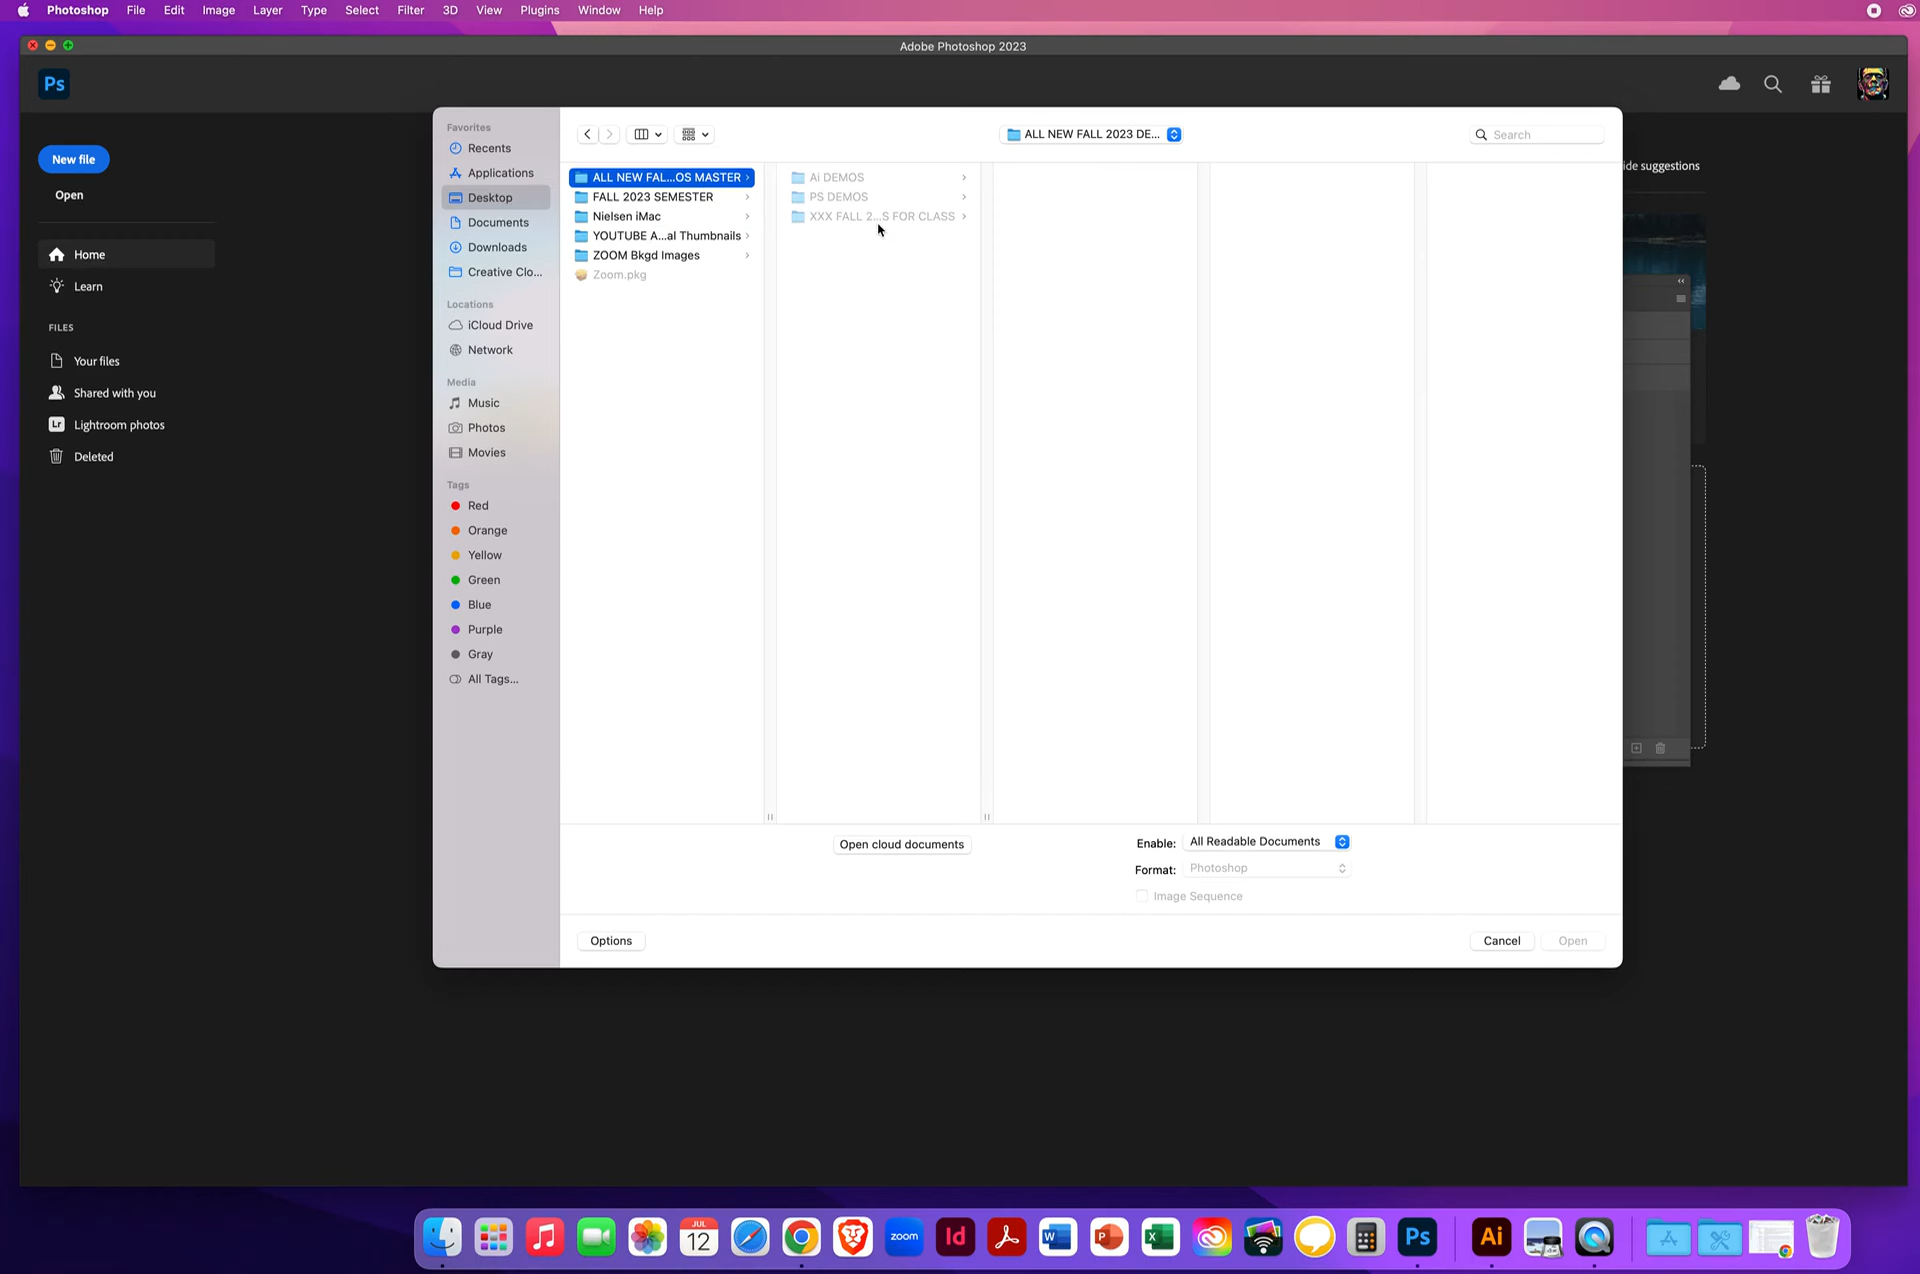 Photoshop File Edit Image Layer Type Select Filter 3D View Plugins Window Help
Adobe Photoshop 2023
Ps
New file
Open
Home
Learn
FILES
Your files
Shared with you
Lr Lightroom photos
Deleted
Favorites
Recents
Applications
Desktop
Documents
Downloads
Creative Clo...
Locations
iCloud Drive
Network
Media
Music
Photos
Movies
Tags
Red
Orange
Yellow
Green
Blue
Purple
Gray
All Tags...
ALL NEW FALL 2023 DE...
Search
ALL NEW FAL...OS MASTER
FALL 2023 SEMESTER
Nielsen iMac
YOUTUBE A...al Thumbnails
ZOOM Bkgd Images
Zoom.pkg
Ai DEMOS
PS DEMOS
XXX FALL 2...S FOR CLASS
ide suggestions
Open cloud documents
Enable: All Readable Documents
Format: Photoshop
Image Sequence
Options
Cancel
Open
JUL
12
zoom
Id
W
P
X
Ps
Ai